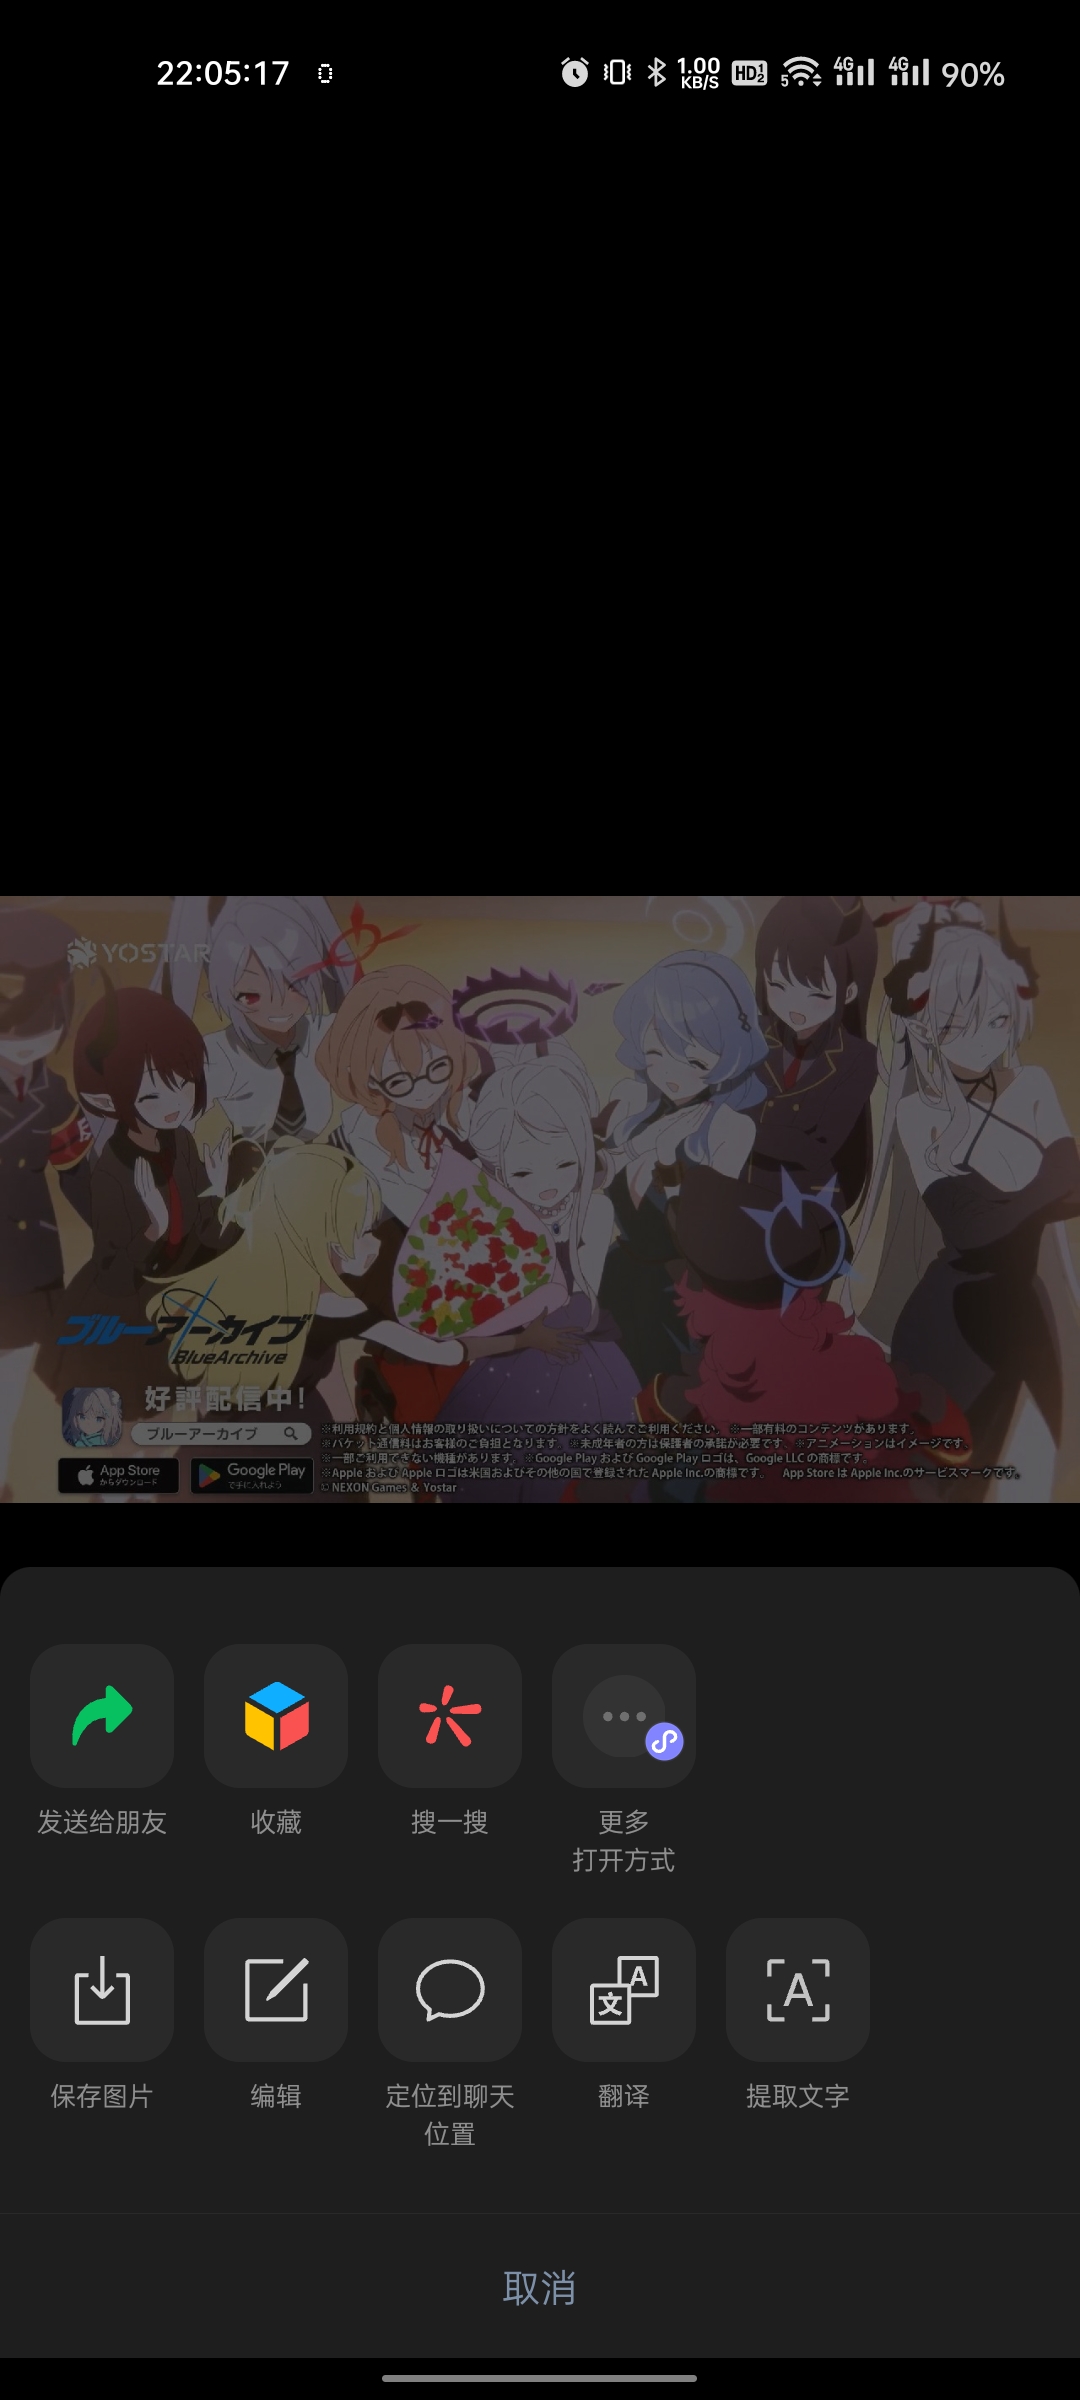 22:05:17
1.00
KB/S
HD
4G
4G
5
90%
YOSTAR
ブルーアーカイブ
BlueArchive
好評配信中!
ブルーアーカイブ
App Store
からダウンロード
Google Play
で手に入れよう
※利用規約と個人情報の取り扱いについての方針をよく読んでご利用ください。 ※一部有料のコンテンツがあります。
※パケット通信料はお客様のご負担となります。※未成年者の方は保護者の承諾が必要です。※アニメーションはイメージです。
※一部ご利用できない機種があります。※Google Play および Google Play ロゴは、Google LLC の商標です。
※Apple および Apple ロゴは米国およびその他の国で登録された Apple Inc.の商標です。 App Store は Apple Inc.のサービスマークです。
© NEXON Games & Yostar
发送给朋友
收藏
搜一搜
更多
打开方式
保存图片
编辑
定位到聊天
位置
翻译
提取文字
取消